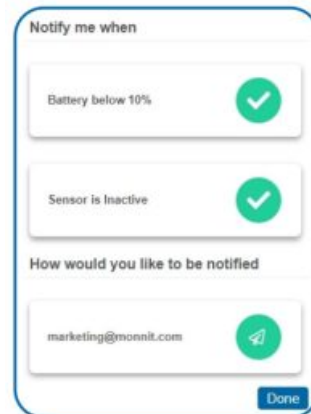 Notify me when
Battery below 10%
Sensor is Inactive
How would you like to be notified
marketing@monnit.com
Done